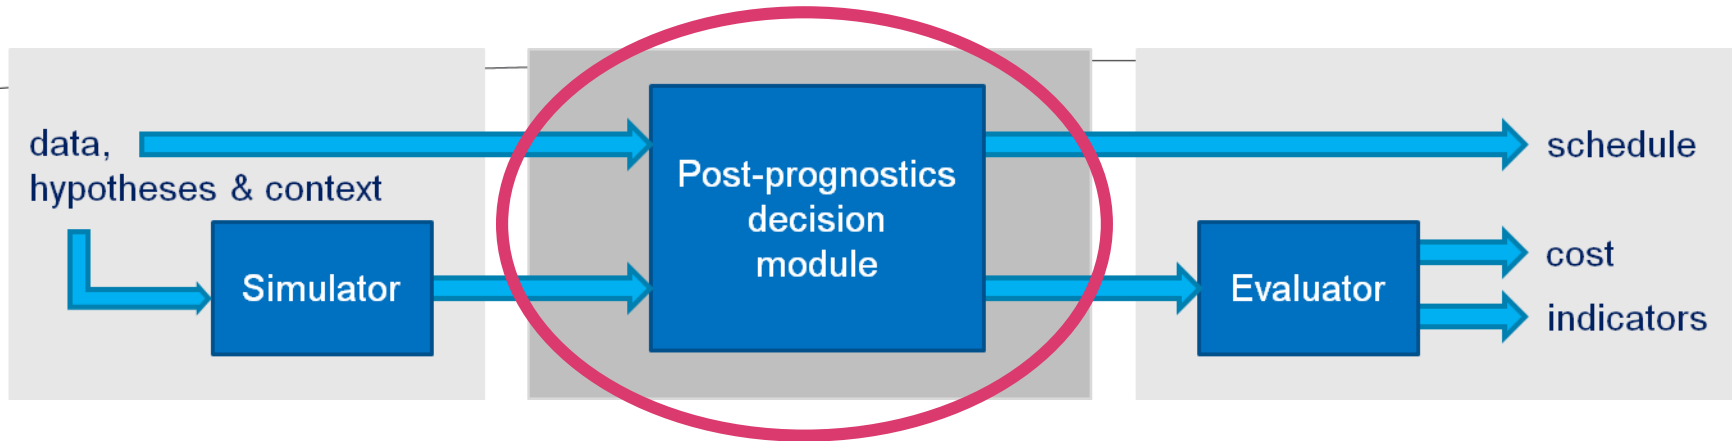 data,
hypotheses & context
Simulator
Post-prognostics
decision
module
schedule
Evaluator
cost
indicators